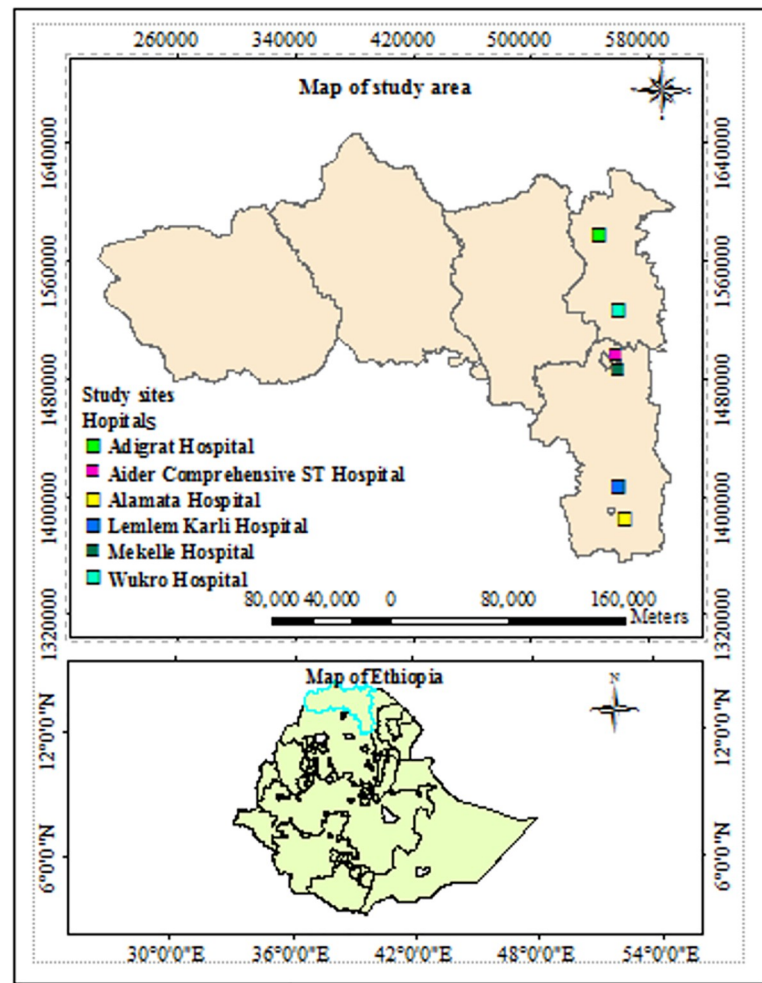 260000 340000 420000 500000 580000
Map of study area
N
1640000 1640000
1560000 1560000
1480000 1480000
1400000 1400000
1320000 1320000
Study sites
Hopitals
Adigrat Hospital
Aider Comprehensive ST Hospital
Alamata Hospital
Lemlem Karli Hospital
Mekelle Hospital
Wukro Hospital
80,000 40,000 0 80,000 160,000
Meters
Map of Ethiopia
N
12°0'0"N 12°0'0"N
6°0'0"N 6°0'0"N
30°0'0"E 36°0'0"E 42°0'0"E 48°0'0"E 54°0'0"E